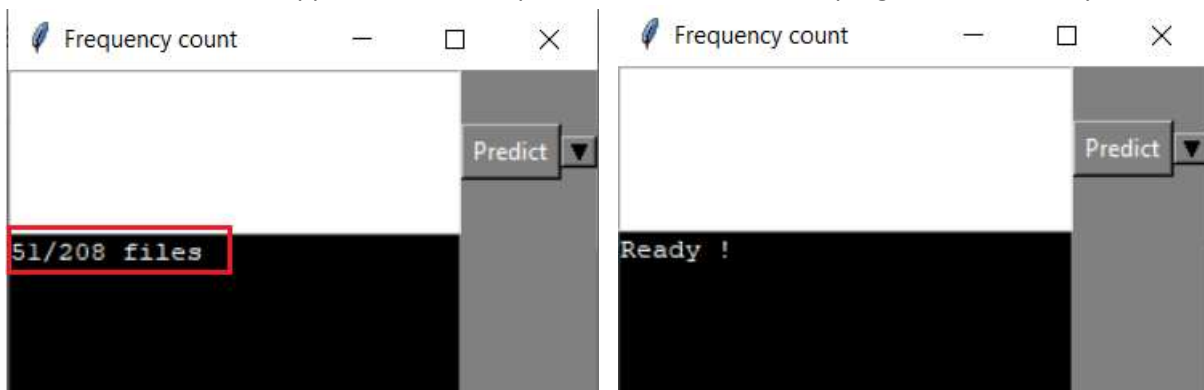 Frequency count
Predict ▼
51/208 files
Frequency count
Predict ▼
Ready !